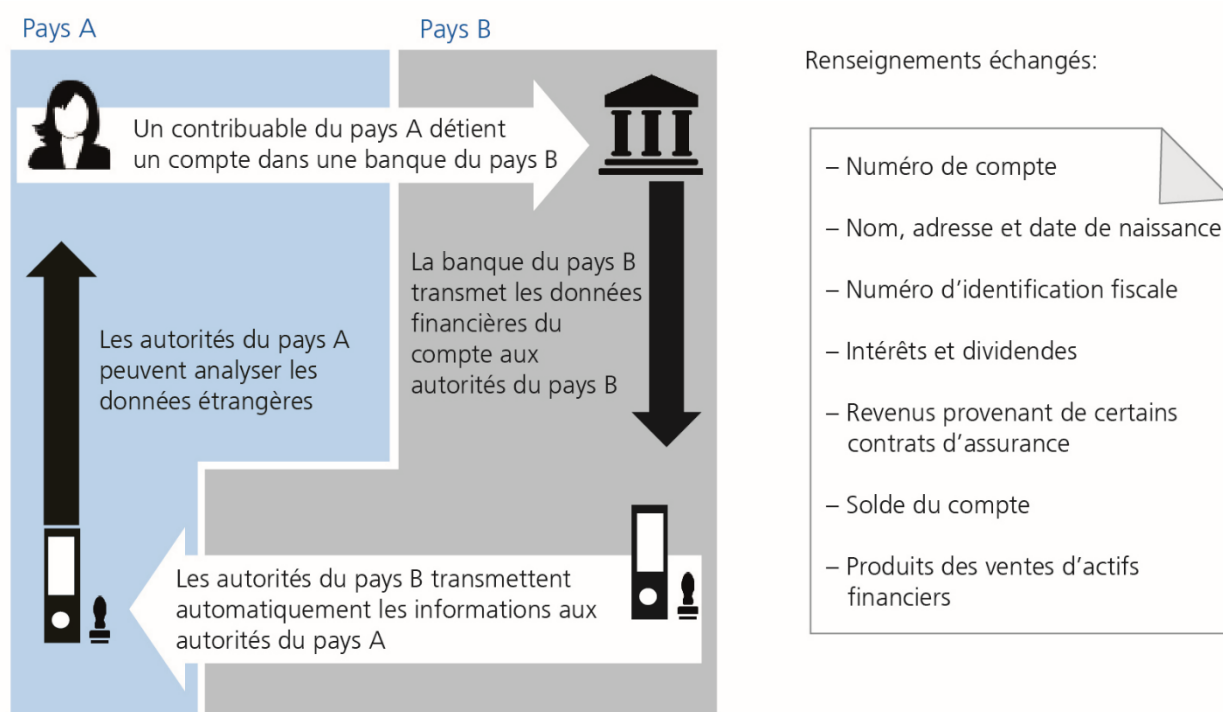 Pays A
Pays B
Un contribuable du pays A détient
un compte dans une banque du pays B
La banque du pays B
transmet les données
financières du
compte aux
autorités du pays B
Les autorités du pays B transmettent
automatiquement les informations aux
autorités du pays A
Les autorités du pays A
peuvent analyser les
données étrangères
Renseignements échangés:
– Numéro de compte
– Nom, adresse et date de naissance
– Numéro d’identification fiscale
– Intérêts et dividendes
– Revenus provenant de certains
contrats d’assurance
– Solde du compte
– Produits des ventes d’actifs
financiers